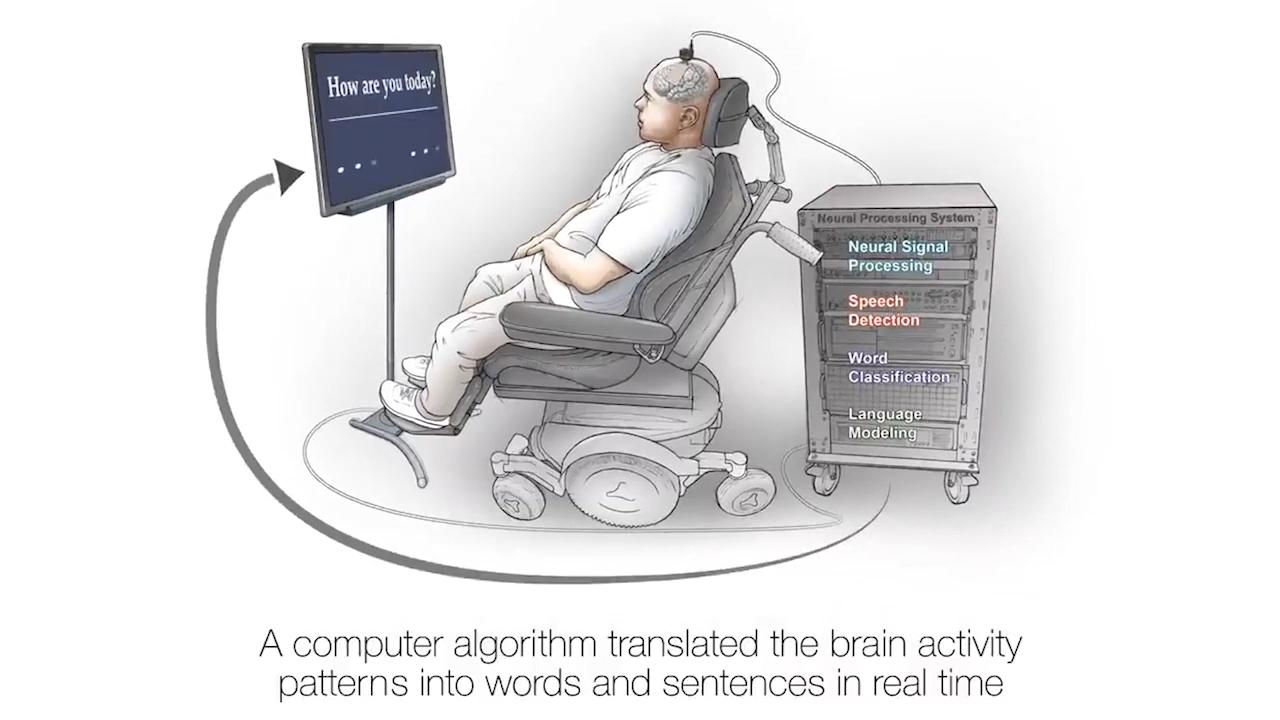 How are you today?
Neural Processing System
Neural Signal
Processing
Speech
Detection
Word
Classification
Language
Modeling
A computer algorithm translated the brain activity
patterns into words and sentences in real time